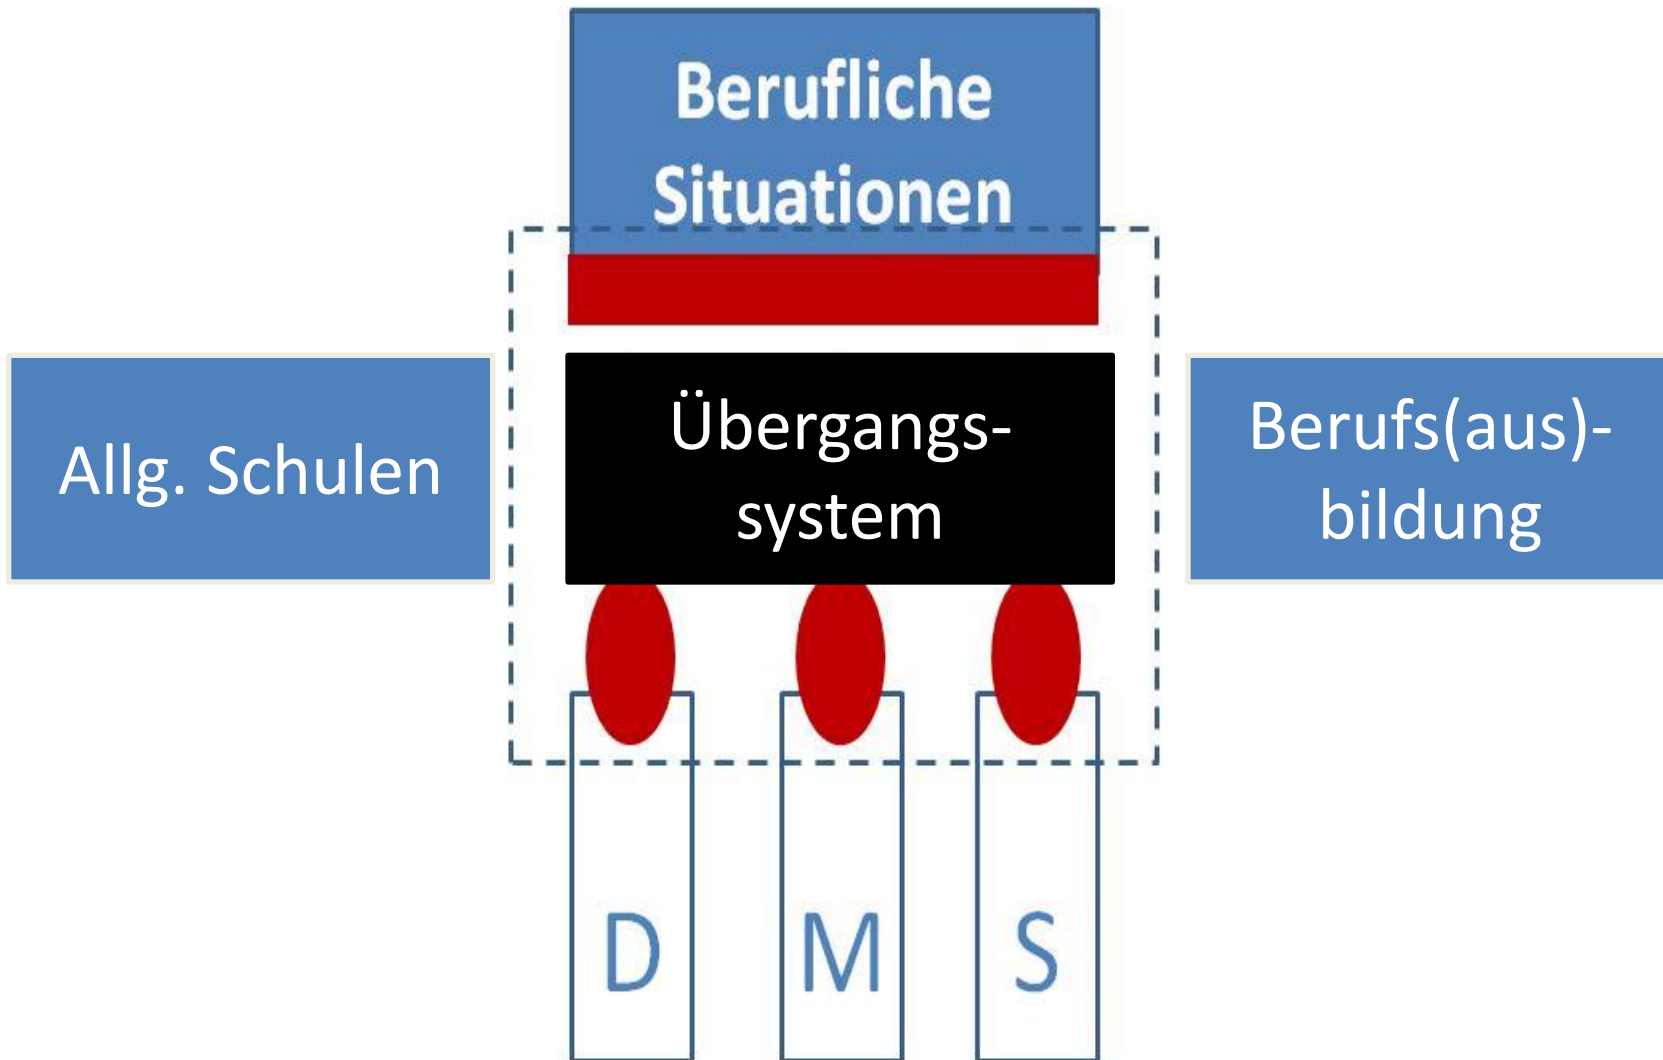 Berufliche
Situationen
Allg. Schulen
Übergangs-
system
Berufs(aus)-
bildung
D
M
S